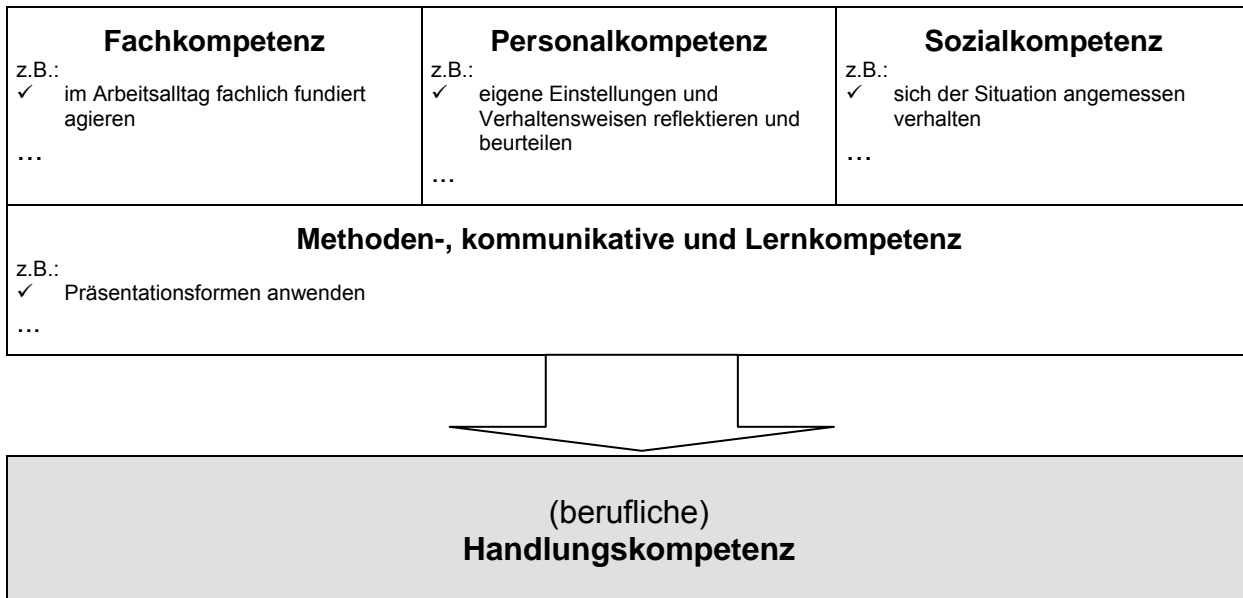 Fachkompetenz
z.B.:
✓ im Arbeitsalltag fachlich fundiert
agieren
…
Personalkompetenz
z.B.:
✓ eigene Einstellungen und
Verhaltensweisen reflektieren und
beurteilen
…
Sozialkompetenz
z.B.:
✓ sich der Situation angemessen
verhalten
…
Methoden-, kommunikative und Lernkompetenz
z.B.:
✓ Präsentationsformen anwenden
…
(berufliche)
Handlungskompetenz